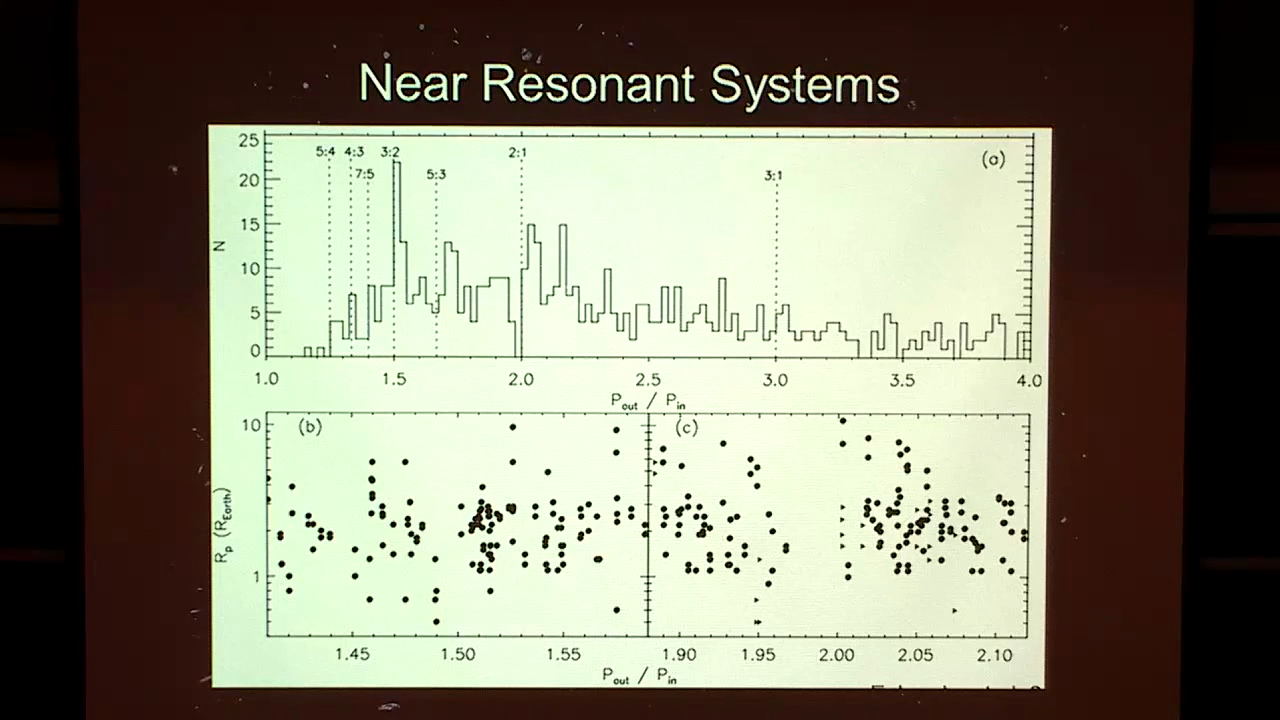 Near Resonant Systems
25
5:4 4:3 3:2 2:1 (a)
7:5 5:3 3:1
20
15
N
10
5
0
1.0 1.5 2.0 2.5 3.0 3.5 4.0
Pout / Pin
10 (b) (c)
Rp (REarth)
1
1.45 1.50 1.55 1.90 1.95 2.00 2.05 2.10
Pout / Pin